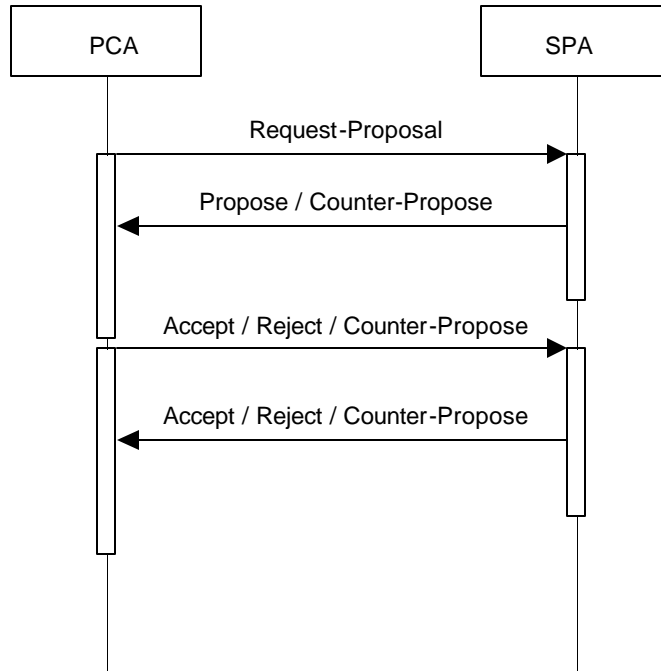 PCA
SPA
Request-Proposal
Propose / Counter-Propose
Accept / Reject / Counter-Propose
Accept / Reject / Counter-Propose